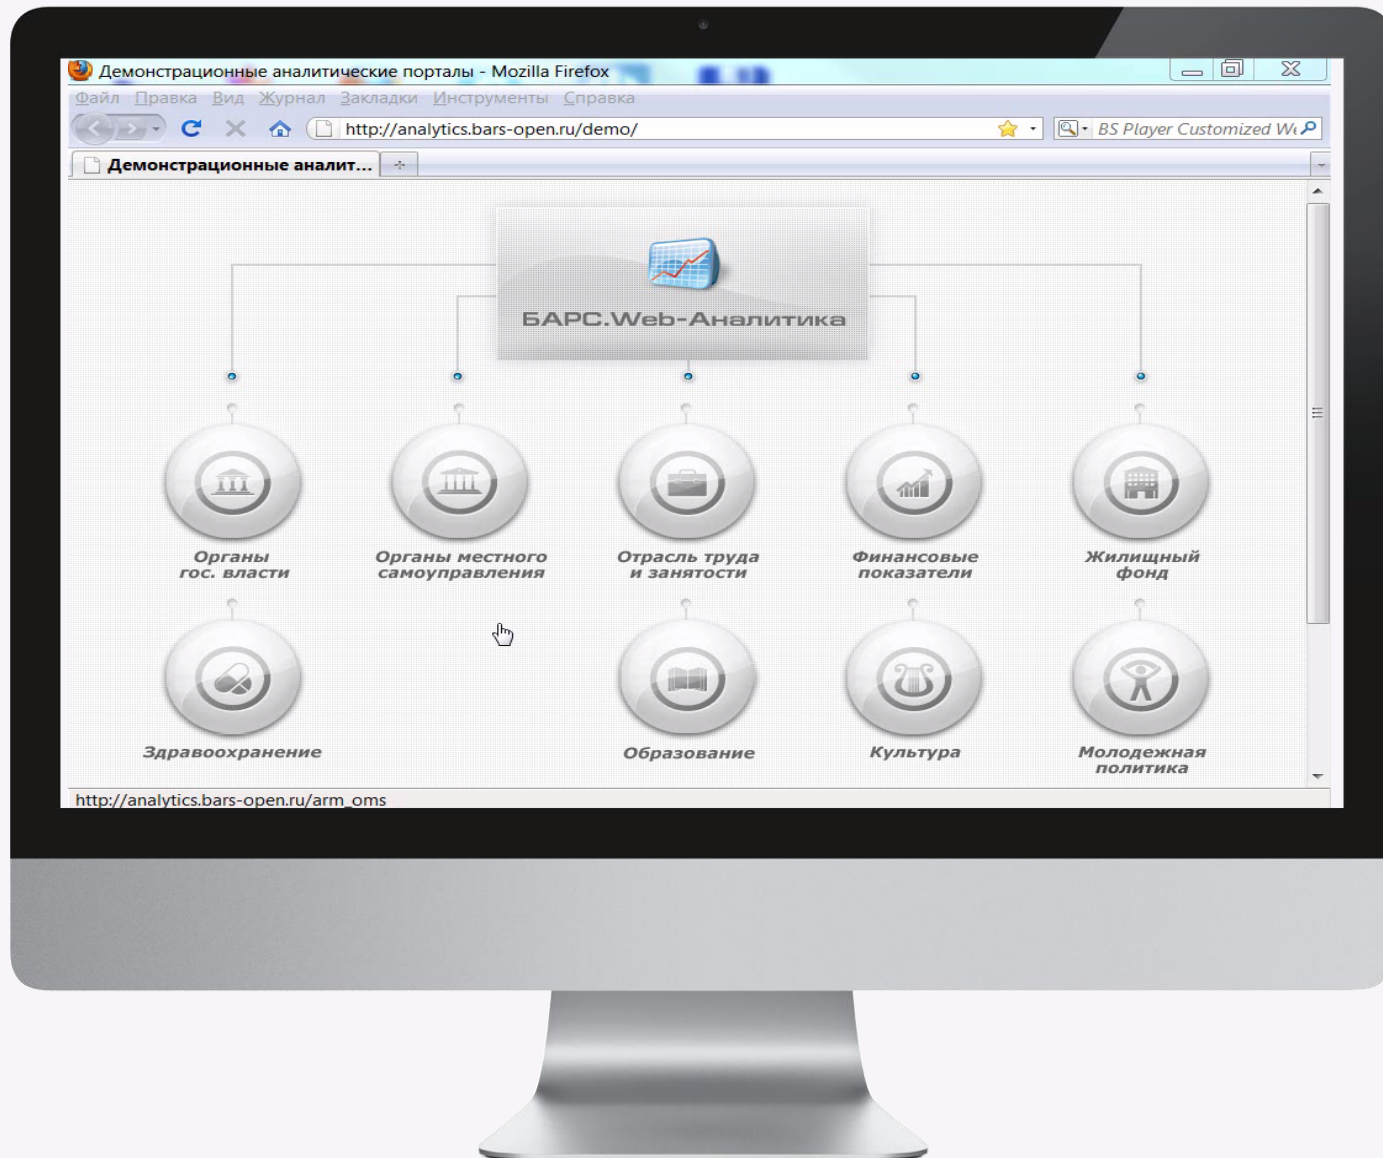 Демонстрационные аналитические порталы - Mozilla Firefox
Файл Правка Вид Журнал Закладки Инструменты Справка
http://analytics.bars-open.ru/demo/
BS Player Customized We
Демонстрационные аналит...
БАРС.Web-Аналитика
Органы
гос. власти
Органы местного
самоуправления
Отрасль труда
и занятости
Финансовые
показатели
Жилищный
фонд
Здравоохранение
Образование
Культура
Молодежная
политика
http://analytics.bars-open.ru/arm_oms